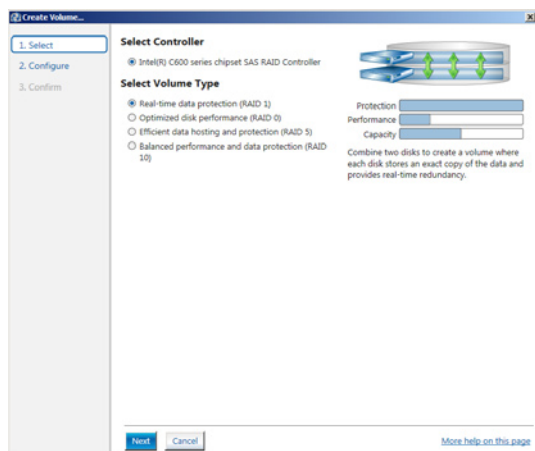 Create Volume...
1. Select
2. Configure
3. Confirm
Select Controller
Intel(R) C600 series chipset SAS RAID Controller
Select Volume Type
Real-time data protection (RAID 1)
Optimized disk performance (RAID 0)
Efficient data hosting and protection (RAID 5)
Balanced performance and data protection (RAID
10)
Protection
Performance
Capacity
Combine two disks to create a volume where
each disk stores an exact copy of the data and
provides real-time redundancy.
Next
Cancel
More help on this page